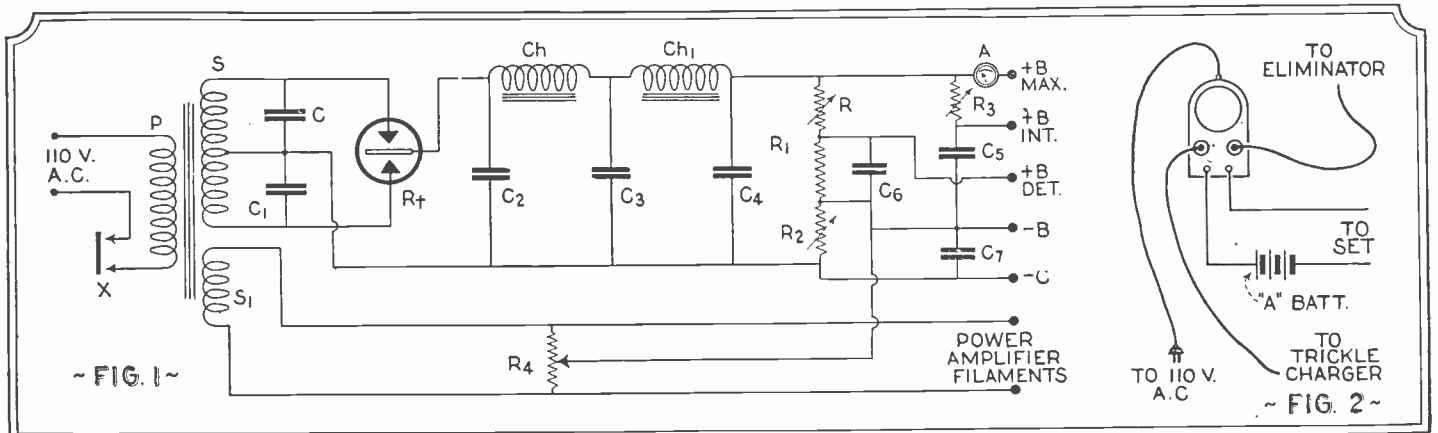 S
P
110 V.
A.C.
X
C
C1
S1
Rt
Ch
Ch1
C2
C3
C4
R
R1
R2
C6
A
R3
C5
C7
+B
MAX.
+B
INT.
+B
DET.
-B
-C
R4
POWER
AMPLIFIER
FILAMENTS
~ FIG. 1 ~
TO
ELIMINATOR
TO
SET
"A" BATT.
TO 110 V.
A.C
TO
TRICKLE
CHARGER
~ FIG. 2 ~